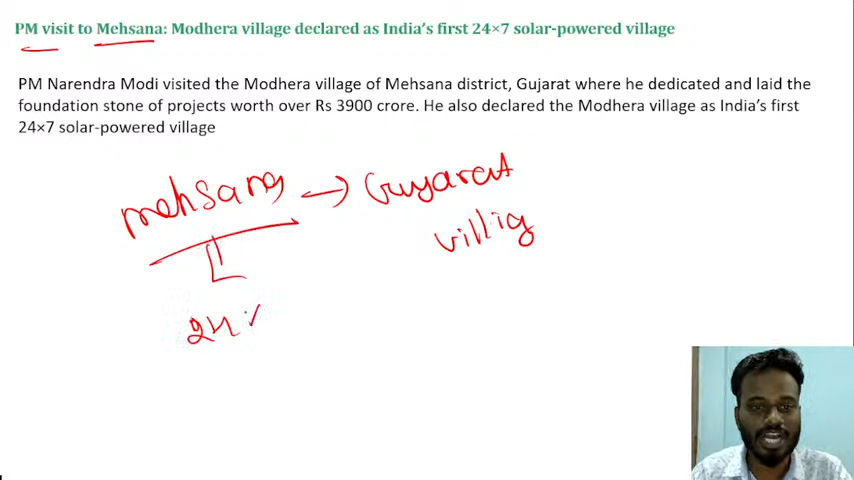 PM visit to Mehsana: Modhera village declared as India's first 24×7 solar-powered village
PM Narendra Modi visited the Modhera village of Mehsana district, Gujarat where he dedicated and laid the
foundation stone of projects worth over Rs 3900 crore. He also declared the Modhera village as India's first
24×7 solar-powered village
mehsana → Gujarat
villig
24